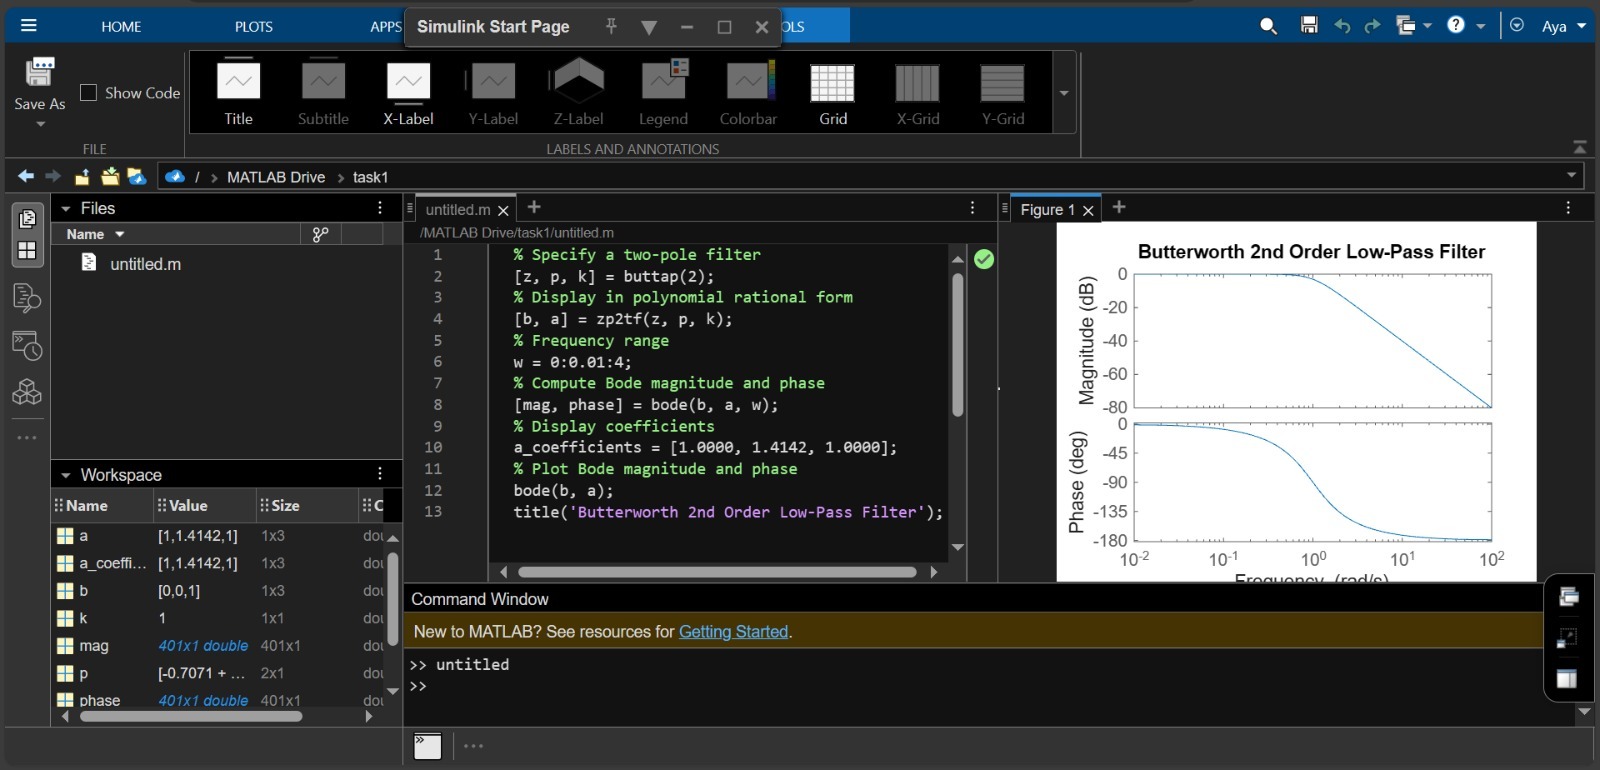 HOME PLOTS APPS Simulink Start Page OLS Aya
Save As Show Code
Title Subtitle X-Label Y-Label Z-Label Legend Colorbar Grid X-Grid Y-Grid
FILE LABELS AND ANNOTATIONS
/ > MATLAB Drive > task1
Files
Name
untitled.m
Workspace
Name Value Size C
a [1,1.4142,1] 1x3 dou
a_coeffi... [1,1.4142,1] 1x3 dou
b [0,0,1] 1x3 dou
k 1 1x1 dou
mag 401x1 double 401x1 dou
p [-0.7071 + ... 2x1 dou
phase 401x1 double 401x1 dou
untitled.m
/MATLAB Drive/task1/untitled.m
1 % Specify a two-pole filter
2 [z, p, k] = buttap(2);
3 % Display in polynomial rational form
4 [b, a] = zp2tf(z, p, k);
5 % Frequency range
6 w = 0:0.01:4;
7 % Compute Bode magnitude and phase
8 [mag, phase] = bode(b, a, w);
9 % Display coefficients
10 a_coefficients = [1.0000, 1.4142, 1.0000];
11 % Plot Bode magnitude and phase
12 bode(b, a);
13 title('Butterworth 2nd Order Low-Pass Filter');
Figure 1
Butterworth 2nd Order Low-Pass Filter
Magnitude (dB)
0
-20
-40
-60
-80
Phase (deg)
0
-45
-90
-135
-180
10-2 10-1 100 101 102
Frequency (rad/s)
Command Window
New to MATLAB? See resources for Getting Started.
>> untitled
>>